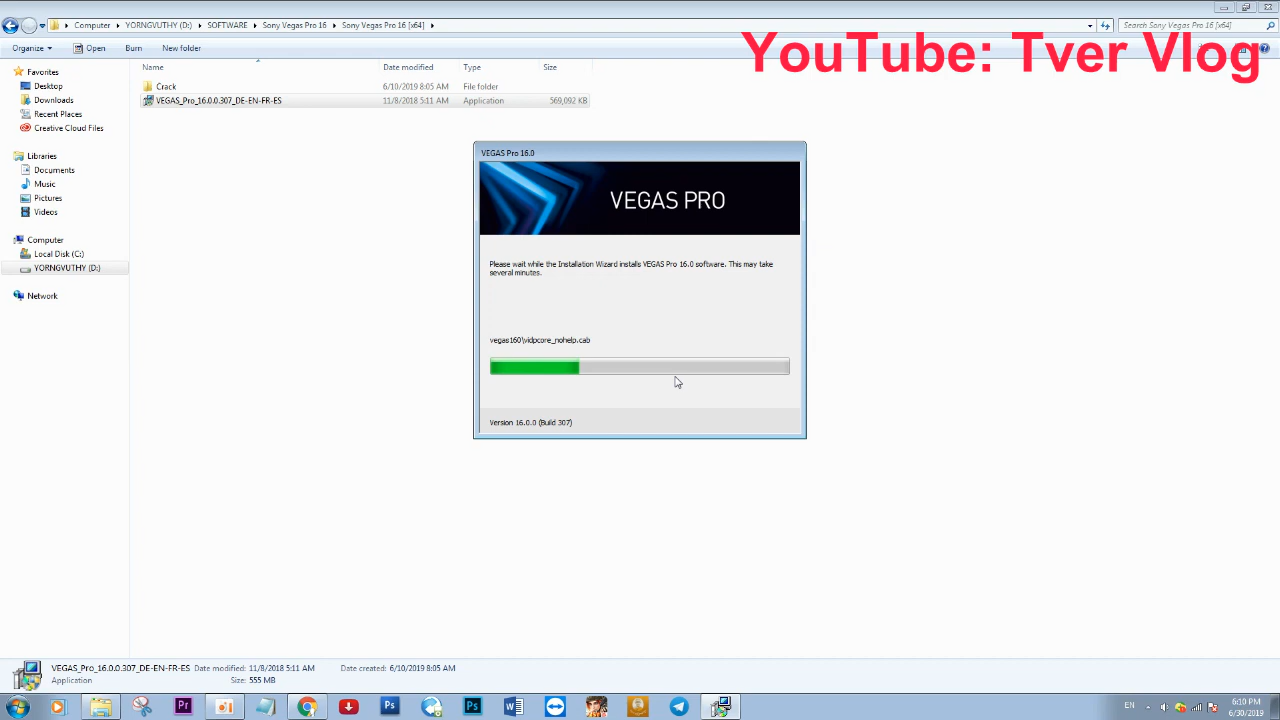 Computer ▸ YORNGVUTHY (D:) ▸ SOFTWARE ▸ Sony Vegas Pro 16 ▸ Sony Vegas Pro 16 [x64] ▸
Search Sony Vegas Pro 16 [x64]
YouTube: Tver Vlog
Organize Open Burn New folder
Name Date modified Type Size
Favorites
Desktop
Downloads
Recent Places
Creative Cloud Files
Libraries
Documents
Music
Pictures
Videos
Computer
Local Disk (C:)
YORNGVUTHY (D:)
Network
Crack 6/10/2019 8:05 AM File folder
VEGAS_Pro_16.0.0.307_DE-EN-FR-ES 11/8/2018 5:11 AM Application 569,092 KB
VEGAS Pro 16.0
VEGAS PRO
Please wait while the Installation Wizard installs VEGAS Pro 16.0 software. This may take
several minutes.
vegas160\vidpcore_nohelp.cab
Version 16.0.0 (Build 307)
VEGAS_Pro_16.0.0.307_DE-EN-FR-ES Date modified: 11/8/2018 5:11 AM Date created: 6/10/2019 8:05 AM
Application Size: 555 MB
Pr
Ps
Ps
W
EN
6:10 PM
6/30/2019